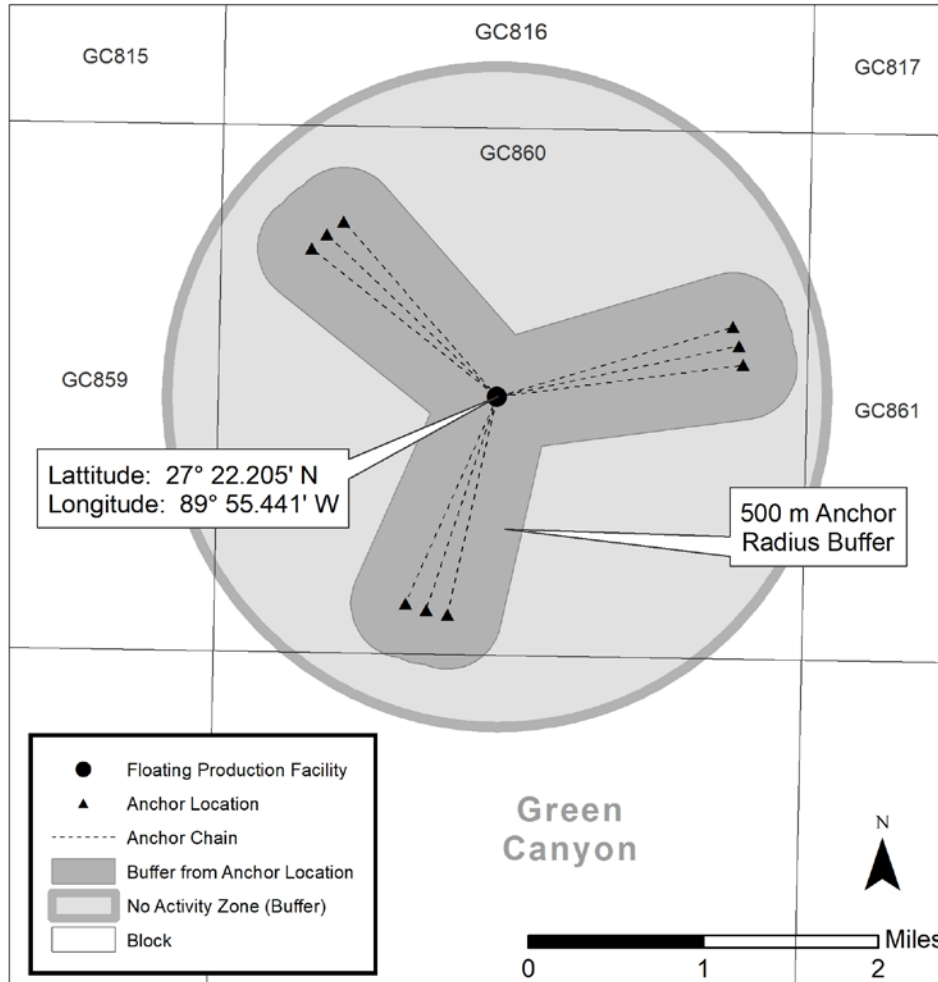 GC816
GC815
GC817
GC860
GC859
GC861
Lattitude: 27° 22.205' N
Longitude: 89° 55.441' W
500 m Anchor
Radius Buffer
Floating Production Facility
Anchor Location
Anchor Chain
Buffer from Anchor Location
No Activity Zone (Buffer)
Block
Green
Canyon
N
Miles
0 1 2